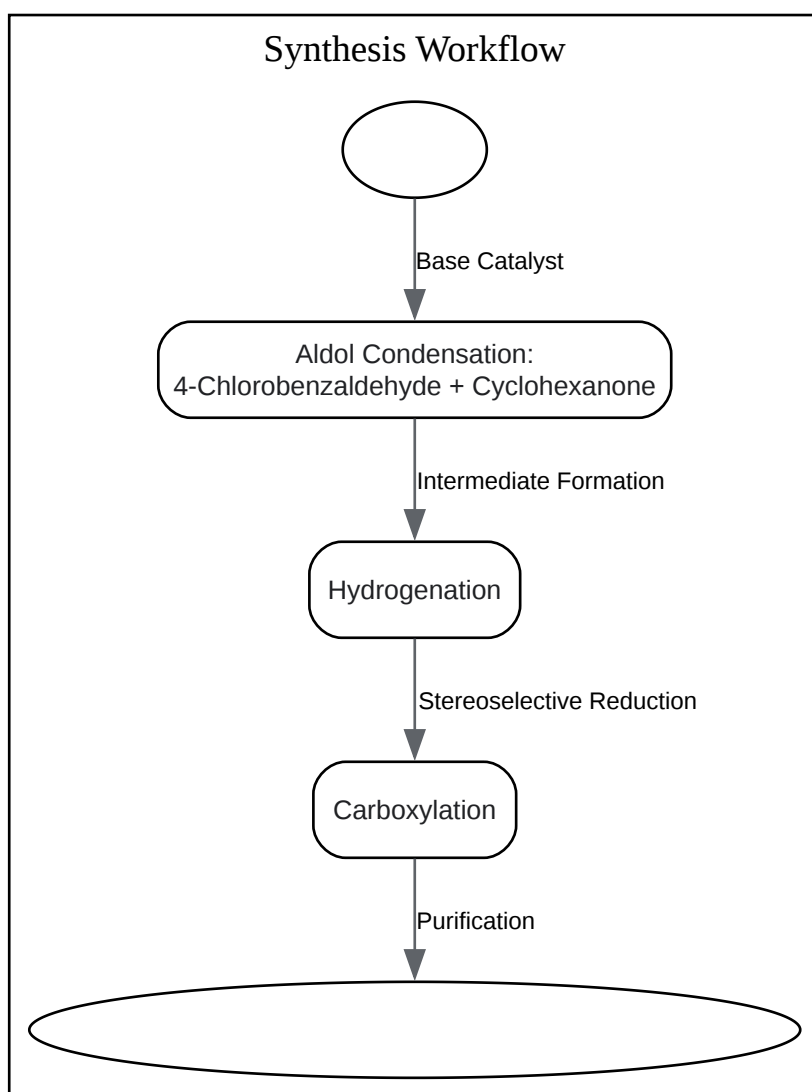 Synthesis Workflow
Base Catalyst
Aldol Condensation:
4-Chlorobenzaldehyde + Cyclohexanone
Intermediate Formation
Hydrogenation
Stereoselective Reduction
Carboxylation
Purification